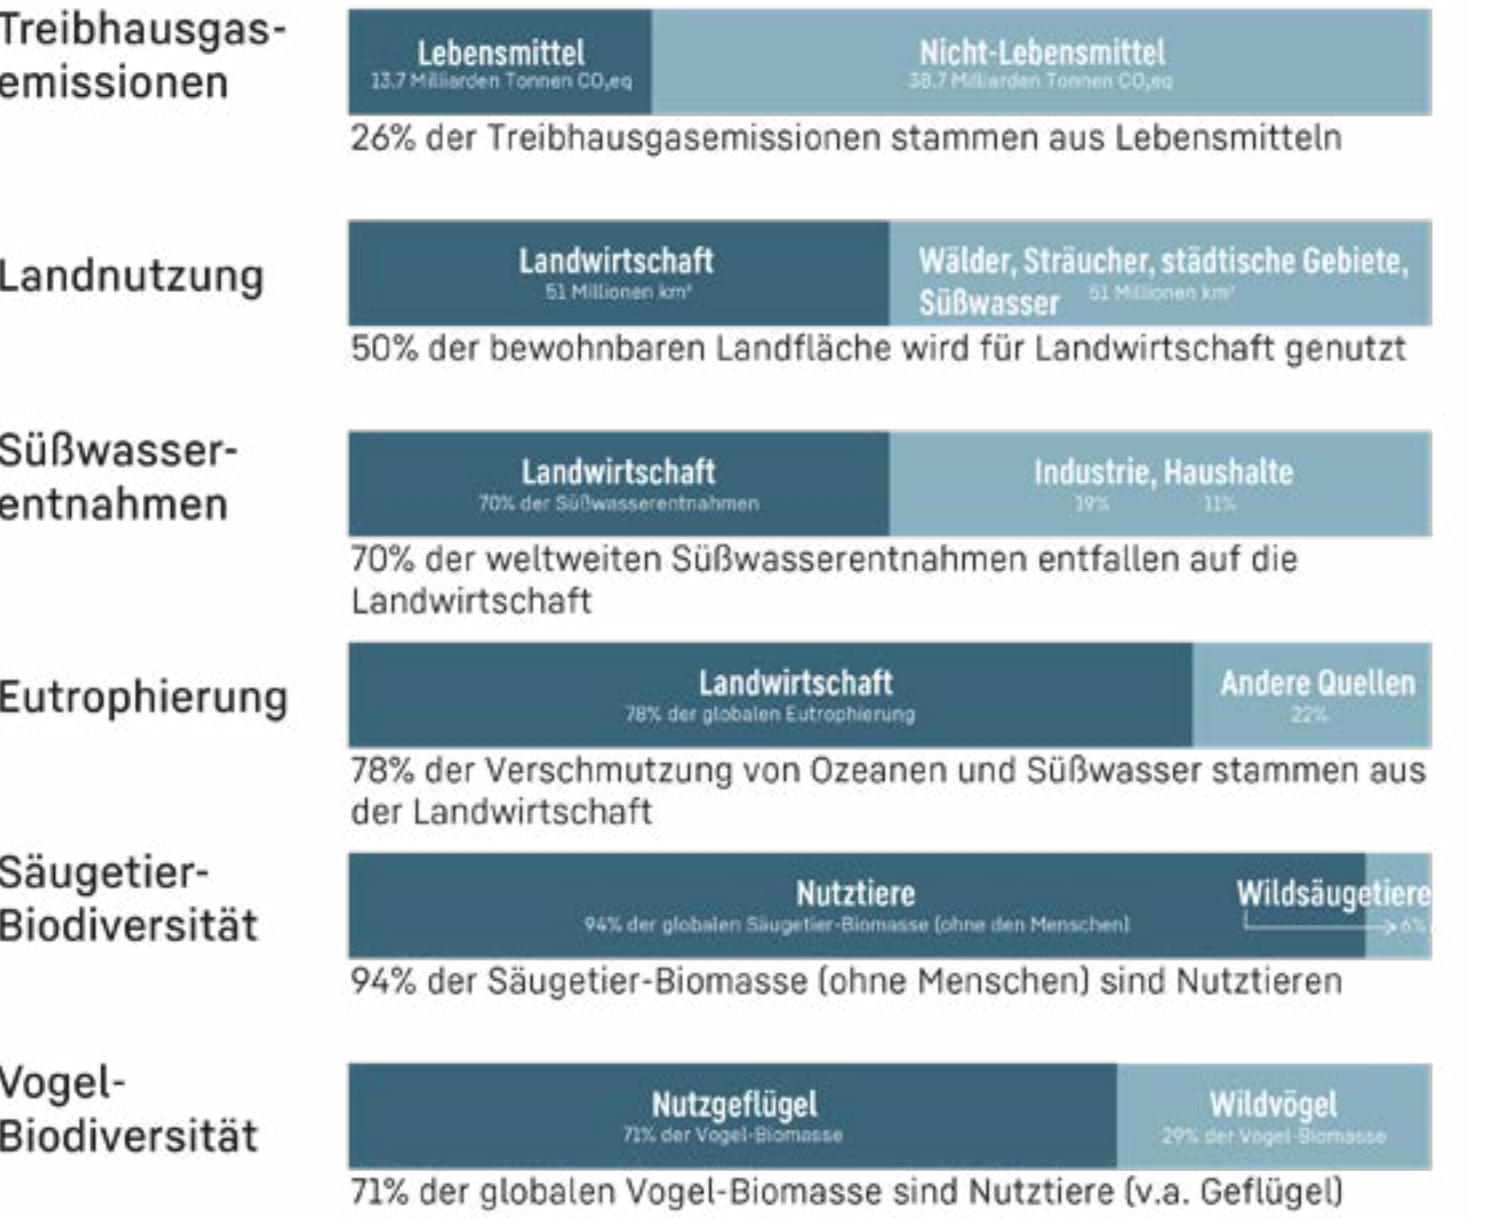 Treibhausgas-
emissionen
Lebensmittel
13.7 Milliarden Tonnen CO₂eq
Nicht-Lebensmittel
38.7 Milliarden Tonnen CO₂eq
26% der Treibhausgasemissionen stammen aus Lebensmitteln
Landnutzung
Landwirtschaft
51 Millionen km²
Wälder, Sträucher, städtische Gebiete,
Süßwasser 51 Millionen km²
50% der bewohnbaren Landfläche wird für Landwirtschaft genutzt
Süßwasser-
entnahmen
Landwirtschaft
70% der Süßwasserentnahmen
Industrie, Haushalte
19% 11%
70% der weltweiten Süßwasserentnahmen entfallen auf die
Landwirtschaft
Eutrophierung
Landwirtschaft
78% der globalen Eutrophierung
Andere Quellen
22%
78% der Verschmutzung von Ozeanen und Süßwasser stammen aus
der Landwirtschaft
Säugetier-
Biodiversität
Nutztiere
94% der globalen Säugetier-Biomasse (ohne den Menschen)
Wildsäugetiere
6%
94% der Säugetier-Biomasse (ohne Menschen) sind Nutztieren
Vogel-
Biodiversität
Nutzgeflügel
71% der Vogel-Biomasse
Wildvögel
29% der Vogel-Biomasse
71% der globalen Vogel-Biomasse sind Nutztiere (v.a. Geflügel)